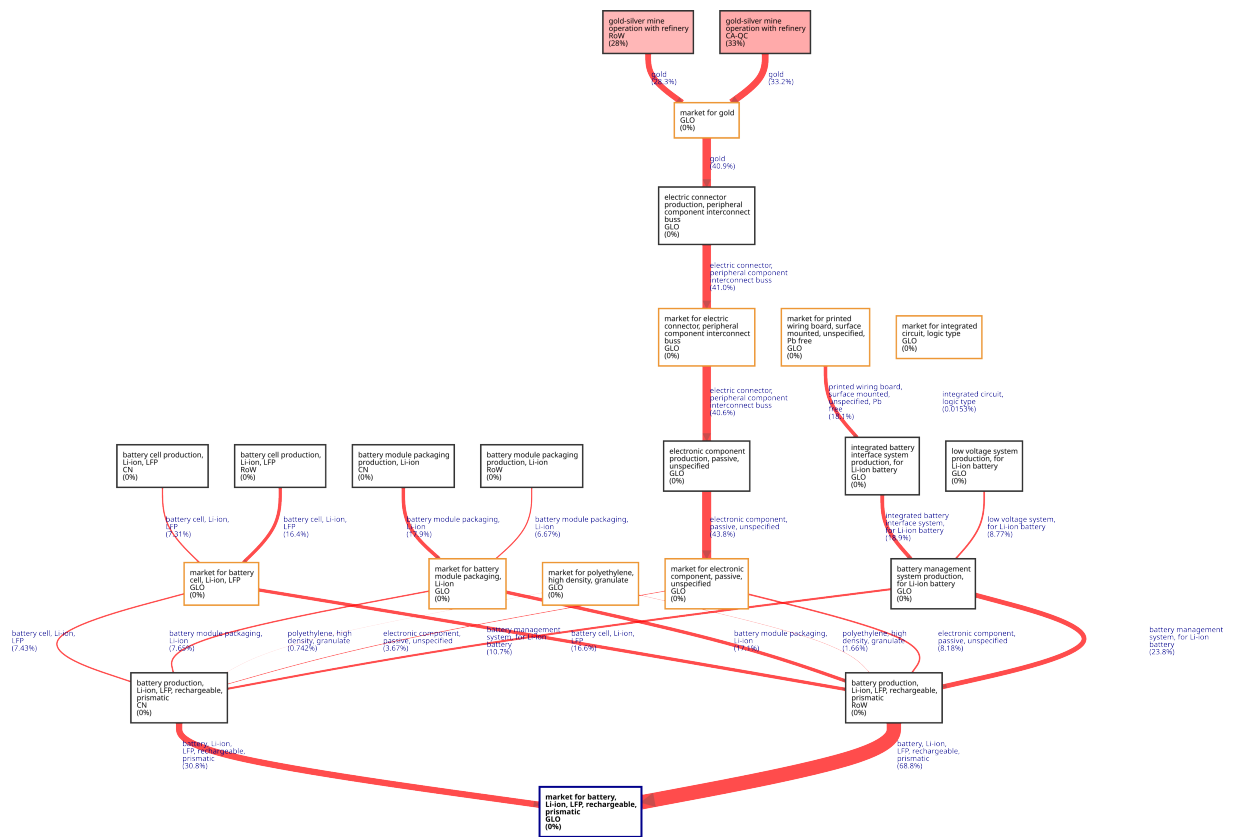 gold-silver mine
operation with refinery
RoW
(28%)
gold-silver mine
operation with refinery
CA-QC
(33%)
gold
(28.3%)
gold
(33.2%)
market for gold
GLO
(0%)
gold
(40.9%)
electric connector
production, peripheral
component interconnect
buss
GLO
(0%)
electric connector,
peripheral component
interconnect buss
(41.0%)
market for electric
connector, peripheral
component interconnect
buss
GLO
(0%)
market for printed
wiring board, surface
mounted, unspecified,
Pb free
GLO
(0%)
market for integrated
circuit, logic type
GLO
(0%)
electric connector,
peripheral component
interconnect buss
(40.6%)
printed wiring board,
surface mounted,
unspecified, Pb
free
(18.1%)
integrated circuit,
logic type
(0.0153%)
battery cell production,
Li-ion, LFP
CN
(0%)
battery cell production,
Li-ion, LFP
RoW
(0%)
battery module packaging
production, Li-ion
CN
(0%)
battery module packaging
production, Li-ion
RoW
(0%)
electronic component
production, passive,
unspecified
GLO
(0%)
integrated battery
interface system
production, for
Li-ion battery
GLO
(0%)
low voltage system
production, for
Li-ion battery
GLO
(0%)
battery cell, Li-ion,
LFP
(7.31%)
battery cell, Li-ion,
LFP
(16.4%)
battery module packaging,
Li-ion
(17.9%)
battery module packaging,
Li-ion
(6.67%)
electronic component,
passive, unspecified
(43.8%)
integrated battery
interface system,
for Li-ion battery
(18.9%)
low voltage system,
for Li-ion battery
(8.77%)
market for battery
cell, Li-ion, LFP
GLO
(0%)
market for battery
module packaging,
Li-ion
GLO
(0%)
market for polyethylene,
high density, granulate
GLO
(0%)
market for electronic
component, passive,
unspecified
GLO
(0%)
battery management
system production,
for Li-ion battery
GLO
(0%)
battery cell, Li-ion,
LFP
(7.43%)
battery module packaging,
Li-ion
(7.65%)
polyethylene, high
density, granulate
(0.742%)
electronic component,
passive, unspecified
(3.67%)
battery management
system, for Li-ion
battery
(10.7%)
battery cell, Li-ion,
LFP
(16.6%)
battery module packaging,
Li-ion
(17.1%)
polyethylene, high
density, granulate
(1.66%)
electronic component,
passive, unspecified
(8.18%)
battery management
system, for Li-ion
battery
(23.8%)
battery production,
Li-ion, LFP, rechargeable,
prismatic
CN
(0%)
battery production,
Li-ion, LFP, rechargeable,
prismatic
RoW
(0%)
battery, Li-ion,
LFP, rechargeable,
prismatic
(30.8%)
battery, Li-ion,
LFP, rechargeable,
prismatic
(68.8%)
market for battery,
Li-ion, LFP, rechargeable,
prismatic
GLO
(0%)